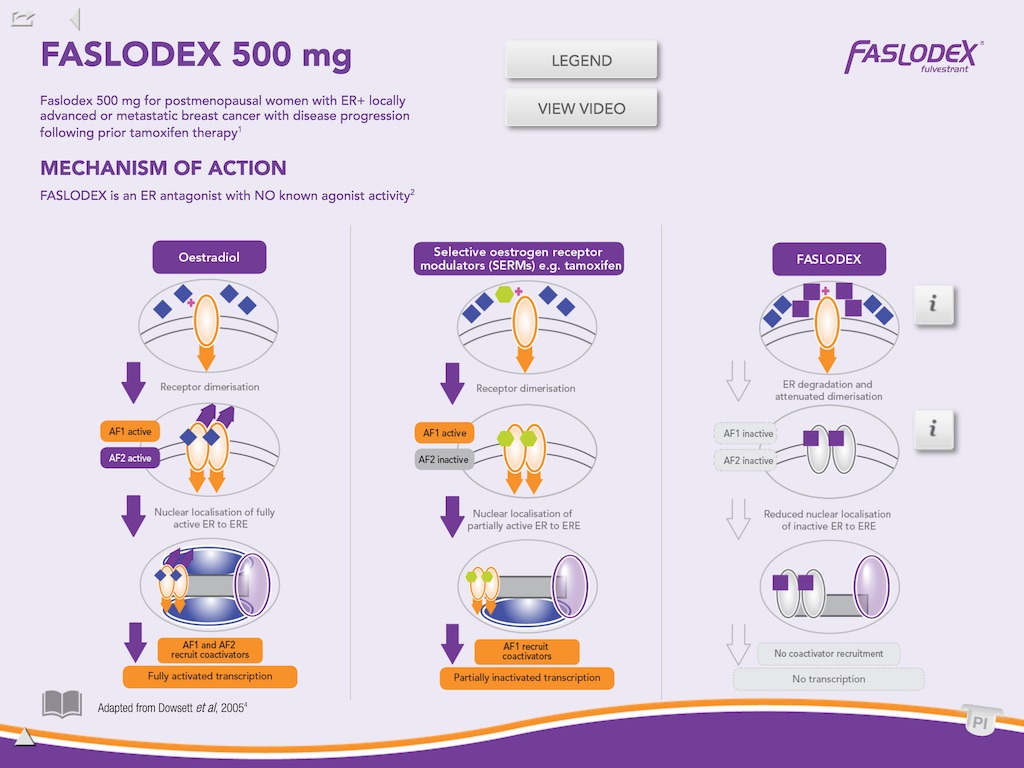 FASLODEX 500 mg
LEGEND
VIEW VIDEO
FASLODEX®
fulvestrant
Faslodex 500 mg for postmenopausal women with ER+ locally
advanced or metastatic breast cancer with disease progression
following prior tamoxifen therapy¹
MECHANISM OF ACTION
FASLODEX is an ER antagonist with NO known agonist activity²
Oestradiol
Receptor dimerisation
AF1 active
AF2 active
Nuclear localisation of fully
active ER to ERE
AF1 and AF2
recruit coactivators
Fully activated transcription
Selective oestrogen receptor
modulators (SERMs) e.g. tamoxifen
Receptor dimerisation
AF1 active
AF2 inactive
Nuclear localisation of
partially active ER to ERE
AF1 recruit
coactivators
Partially inactivated transcription
FASLODEX
i
ER degradation and
attenuated dimerisation
AF1 inactive
AF2 inactive
i
Reduced nuclear localisation
of inactive ER to ERE
No coactivator recruitment
No transcription
Adapted from Dowsett et al, 2005⁴
PI